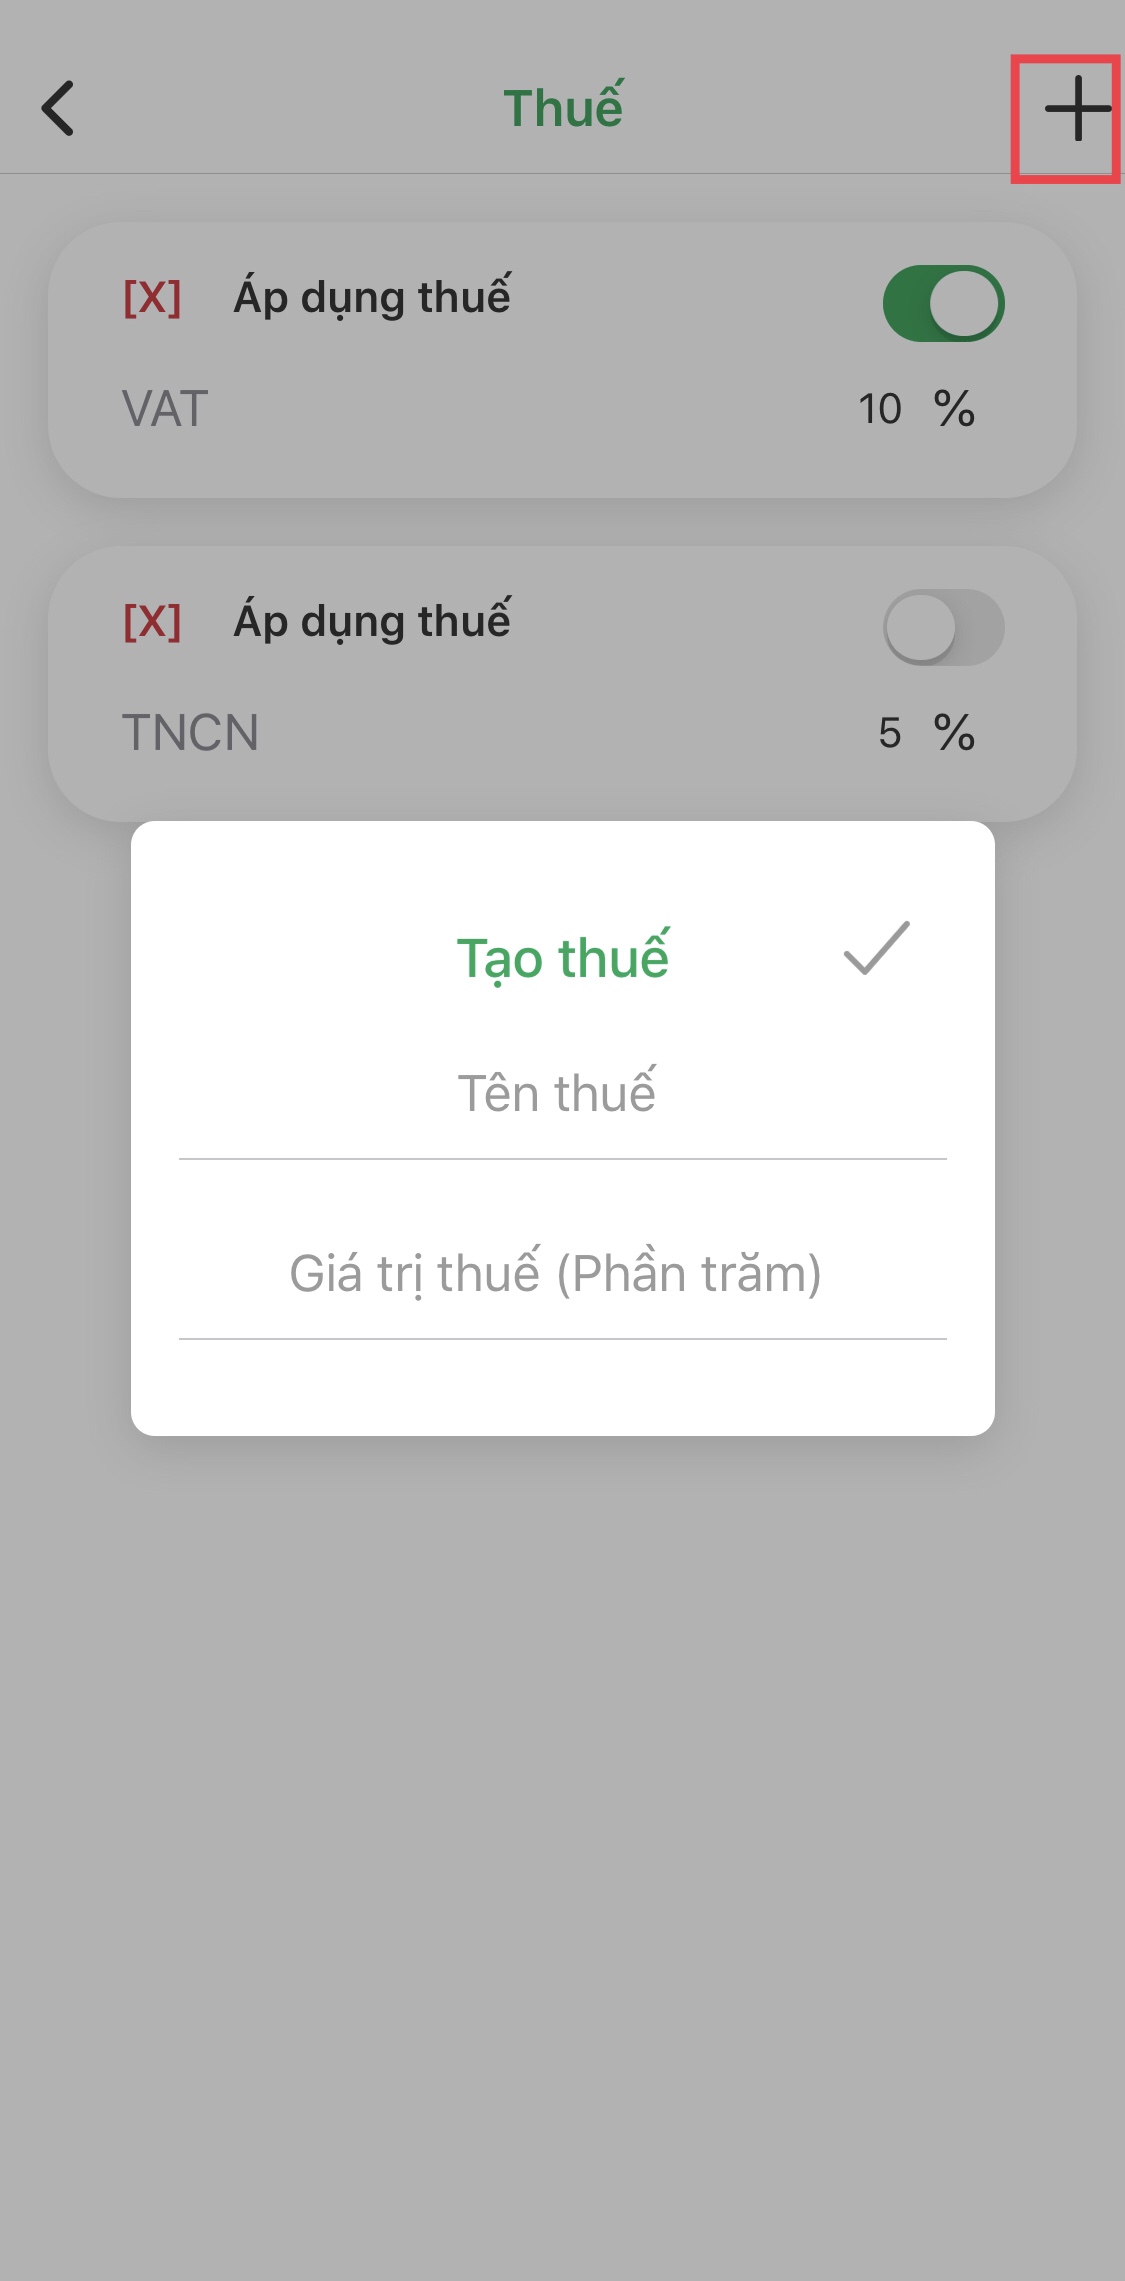 Thuế
[X] Áp dụng thuế
VAT 10 %
[X] Áp dụng thuế
TNCN 5 %
Tạo thuế
Tên thuế
Giá trị thuế (Phần trăm)